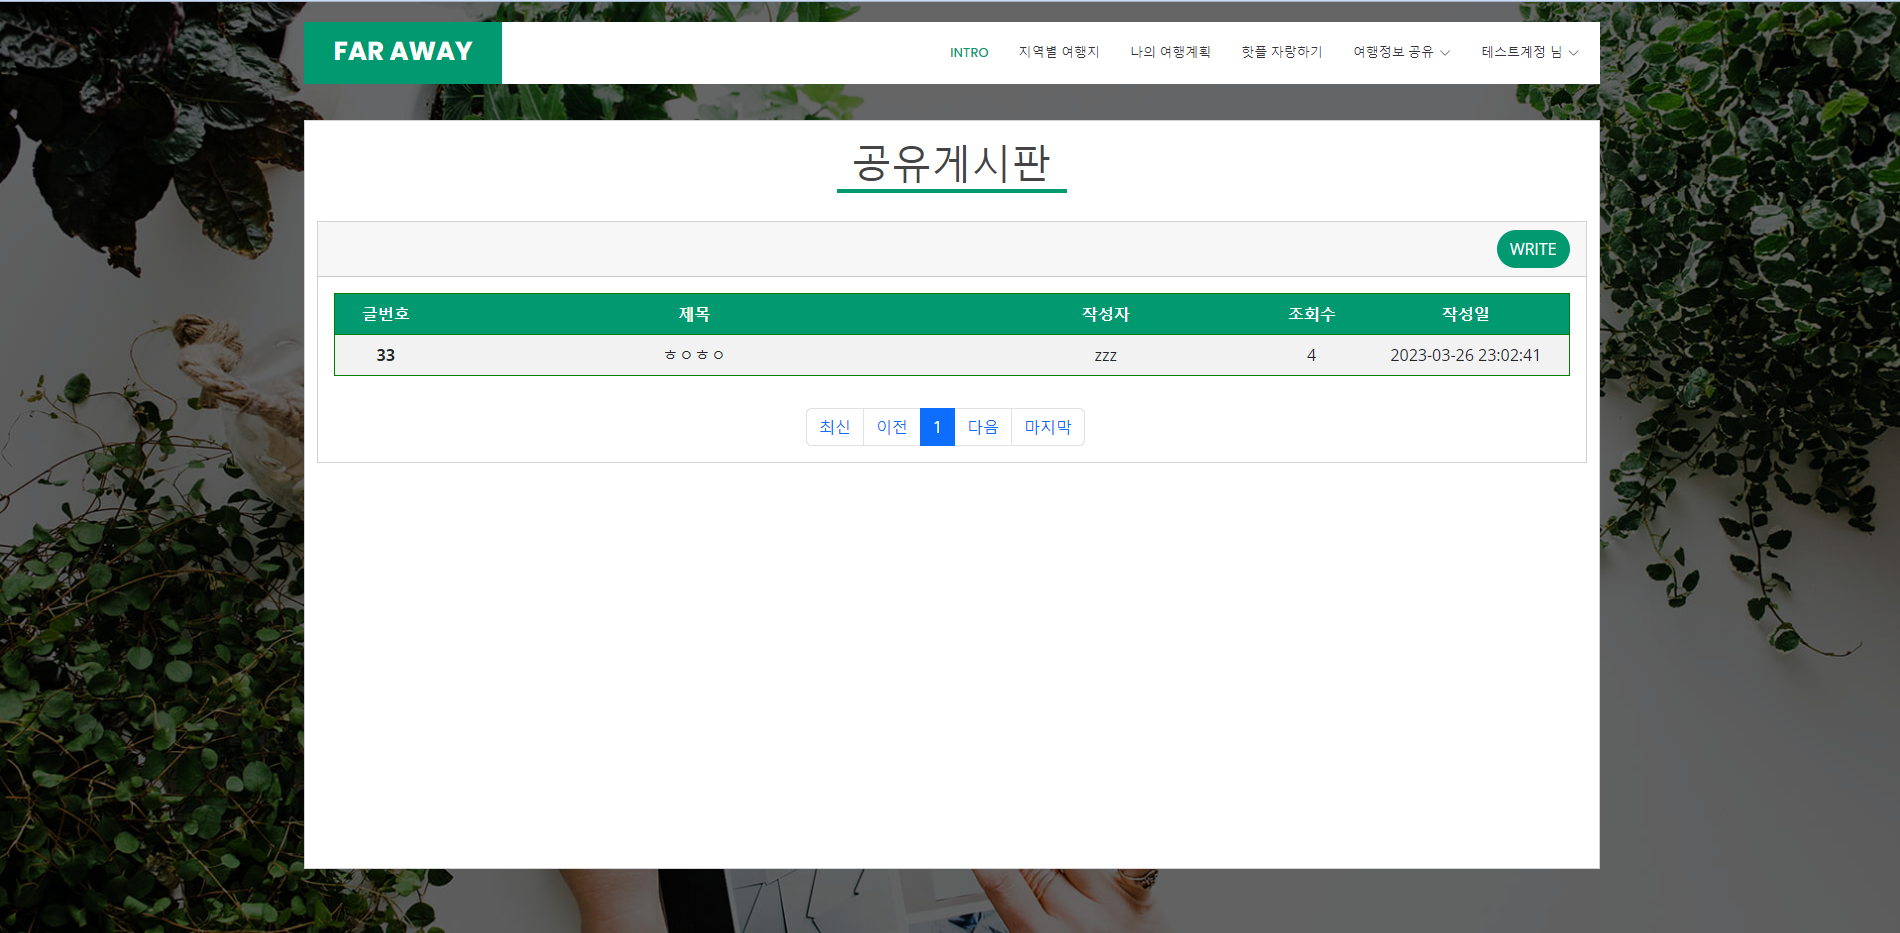 FAR AWAY
INTRO 지역별 여행지 나의 여행계획 핫플 자랑하기 여행정보 공유 테스트계정 님
공유게시판
WRITE
글번호 제목 작성자 조회수 작성일
33 ㅎㅇㅎㅇ zzz 4 2023-03-26 23:02:41
최신 이전 1 다음 마지막